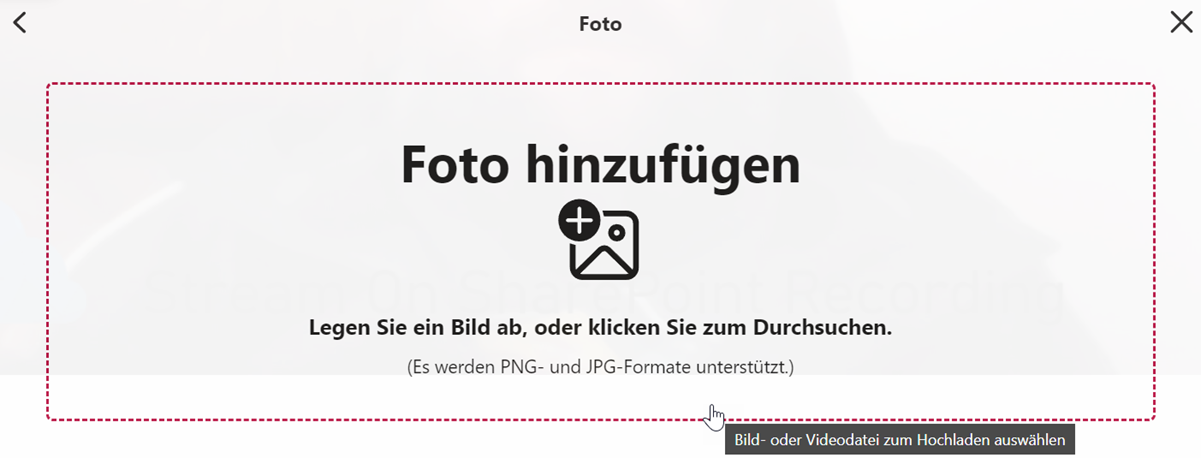 Foto
Foto hinzufügen
Stream On SharePoint Recording
Legen Sie ein Bild ab, oder klicken Sie zum Durchsuchen.
(Es werden PNG- und JPG-Formate unterstützt.)
Bild- oder Videodatei zum Hochladen auswählen